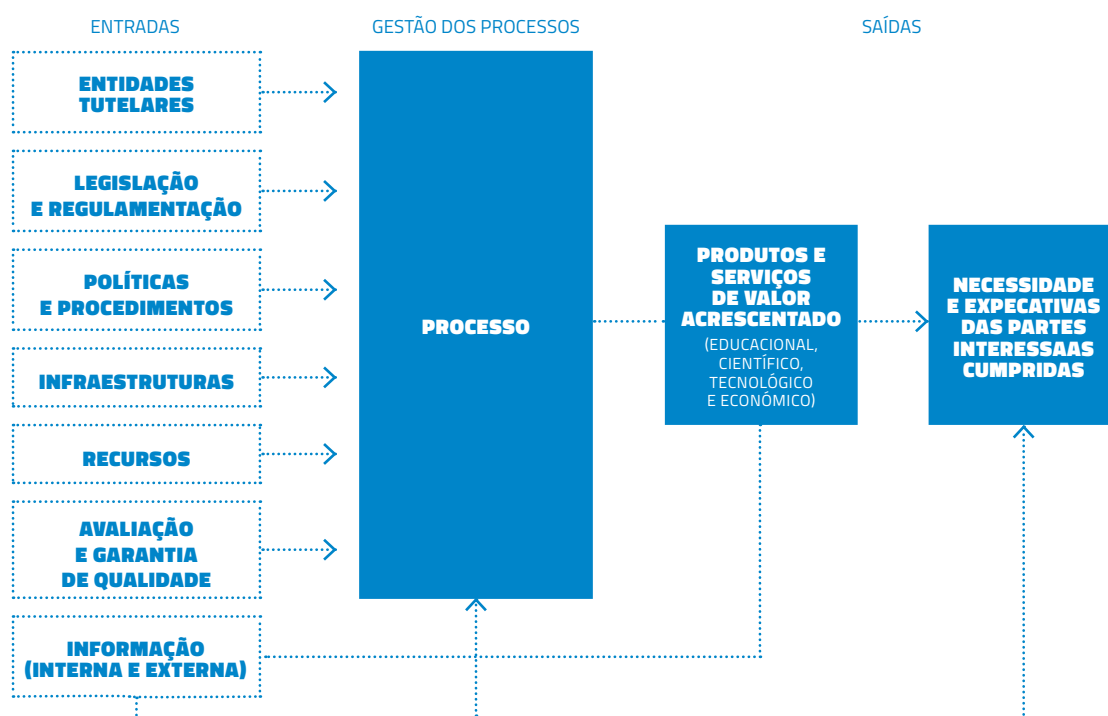 ENTRADAS
GESTÃO DOS PROCESSOS
SAÍDAS
ENTIDADES
TUTELARES
LEGISLAÇÃO
E REGULAMENTAÇÃO
POLÍTICAS
E PROCEDIMENTOS
INFRAESTRUTURAS
RECURSOS
AVALIAÇÃO
E GARANTIA
DE QUALIDADE
INFORMAÇÃO
(INTERNA E EXTERNA)
PROCESSO
PRODUTOS E
SERVIÇOS
DE VALOR
ACRESCENTADO
(EDUCACIONAL,
CIENTÍFICO,
TECNOLÓGICO
E ECONÓMICO)
NECESSIDADE
E EXPECATIVAS
DAS PARTES
INTERESSAAS
CUMPRIDAS